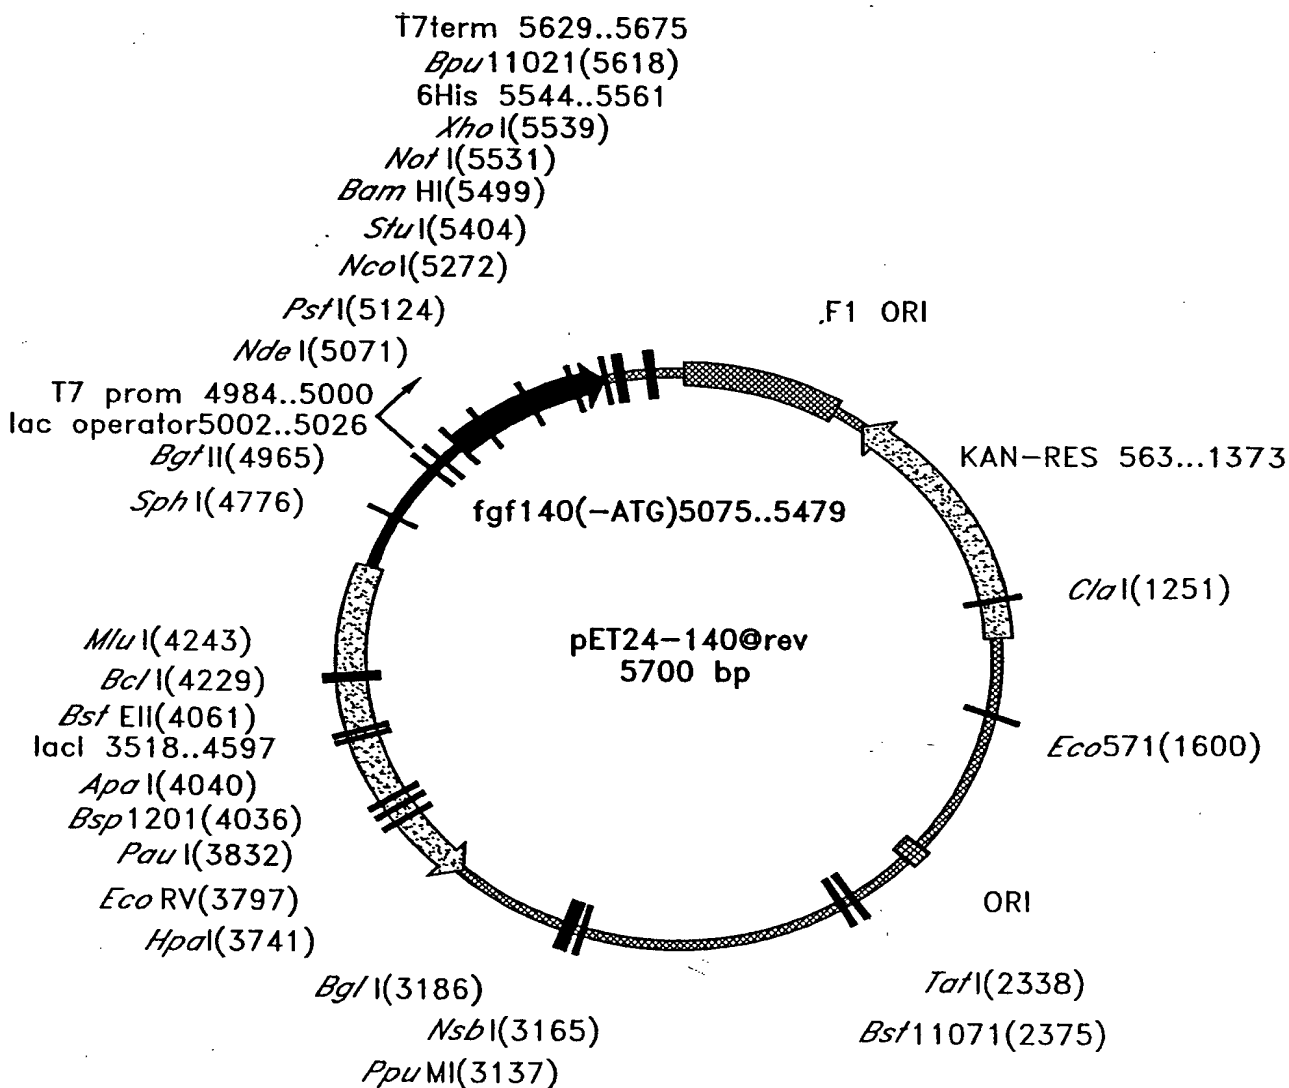 T7term 5629..5675
Bpu11021(5618)
6His 5544..5561
XhoI(5539)
NotI(5531)
BamHI(5499)
StuI(5404)
NcoI(5272)
PstI(5124)
NdeI(5071)
T7 prom 4984..5000
lac operator5002..5026
BglII(4965)
SphI(4776)
F1 ORI
KAN-RES 563...1373
fgf140(-ATG)5075..5479
ClaI(1251)
pET24-140@rev
5700 bp
MluI(4243)
BclI(4229)
BstEII(4061)
lacI 3518..4597
ApaI(4040)
Bsp1201(4036)
PauI(3832)
EcoRV(3797)
HpaI(3741)
Eco571(1600)
ORI
BglI(3186)
NsbI(3165)
PpuMI(3137)
TatI(2338)
Bst11071(2375)